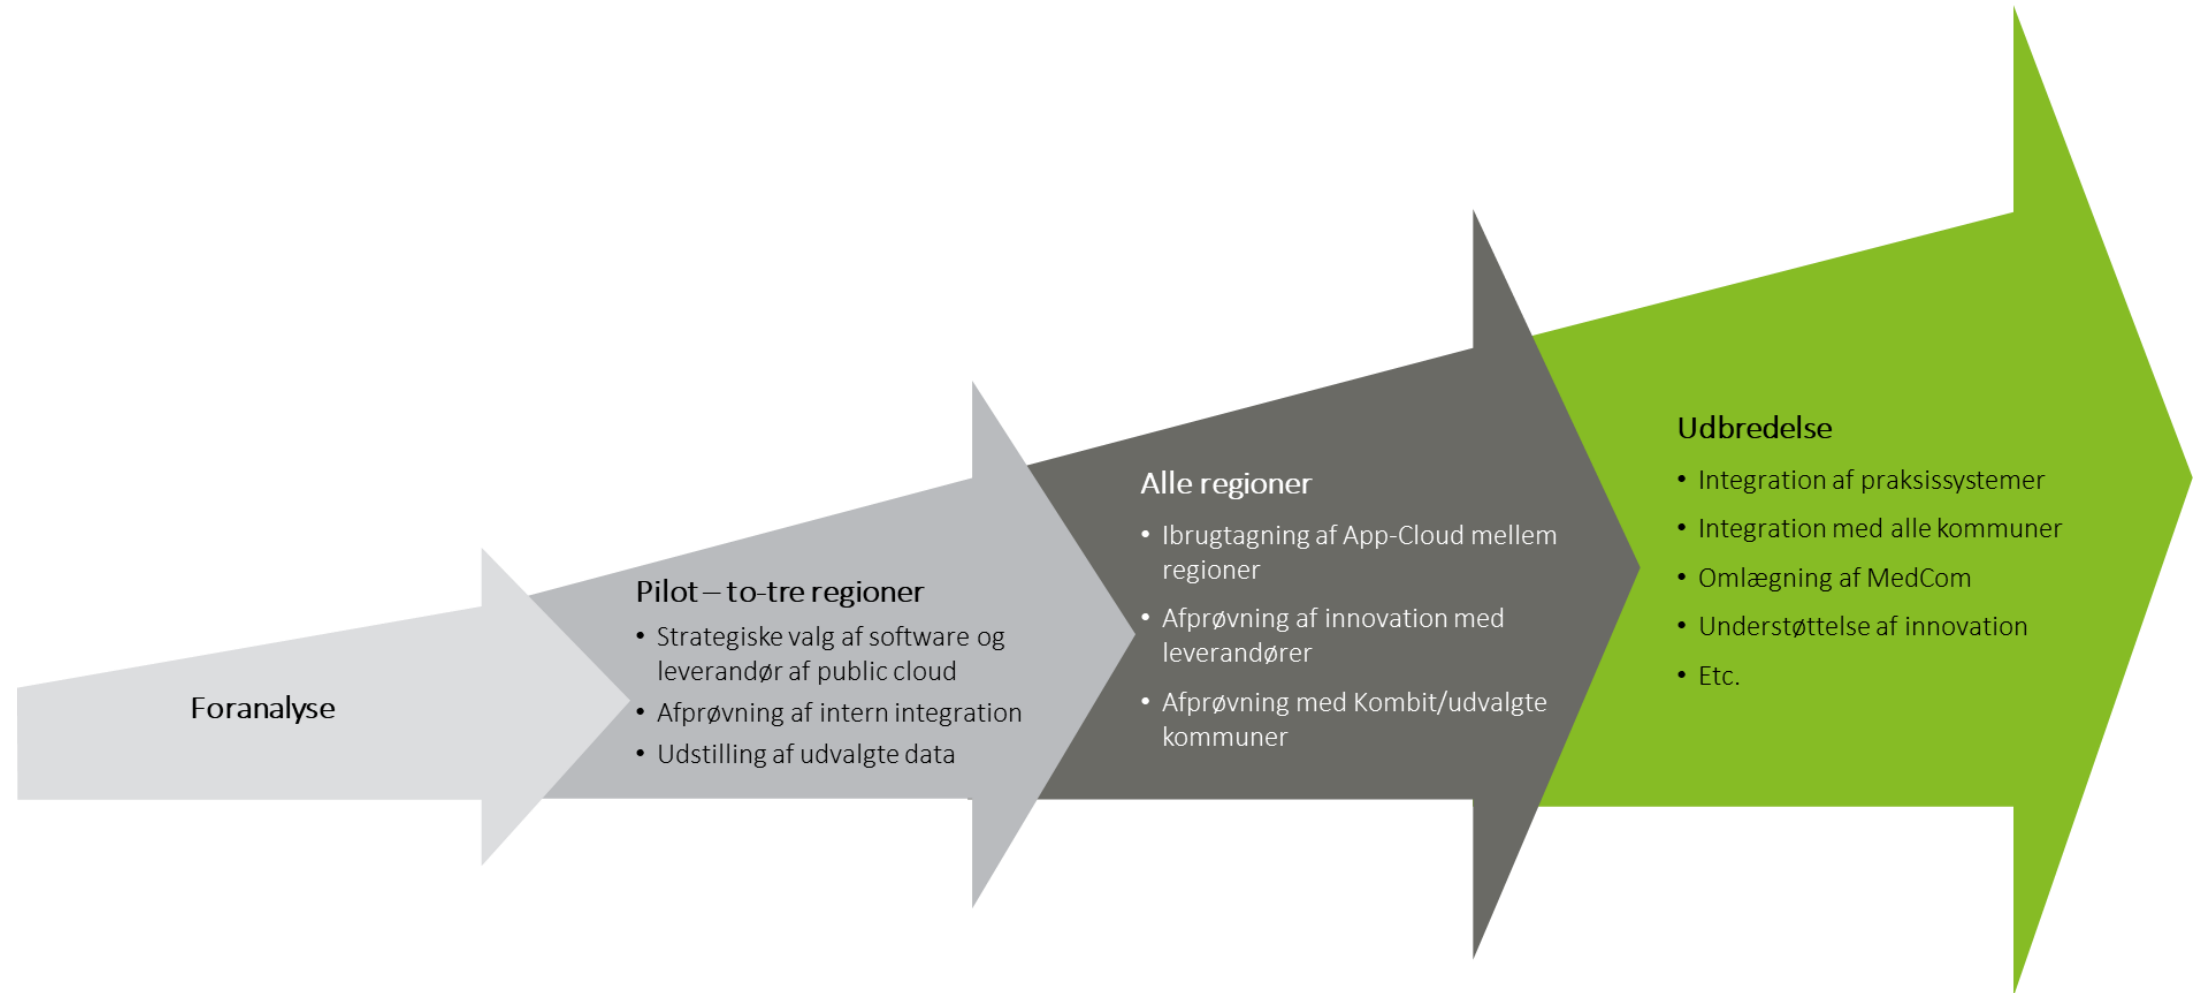 Foranalyse
Pilot – to-tre regioner
• Strategiske valg af software og
leverandør af public cloud
• Afprøvning af intern integration
• Udstilling af udvalgte data
Alle regioner
• Ibrugtagning af App-Cloud mellem
regioner
• Afprøvning af innovation med
leverandører
• Afprøvning med Kombit/udvalgte
kommuner
Udbredelse
• Integration af praksissystemer
• Integration med alle kommuner
• Omlægning af MedCom
• Understøttelse af innovation
• Etc.